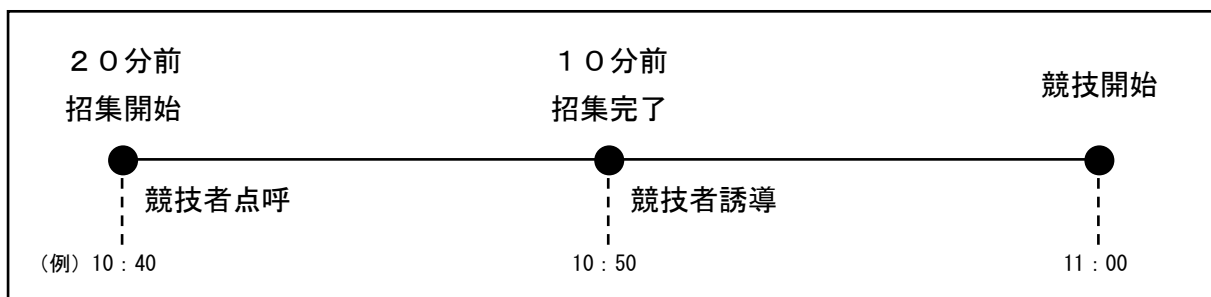 ２０分前
招集開始
１０分前
招集完了
競技開始
競技者点呼
競技者誘導
（例）10：40
10：50
11：00